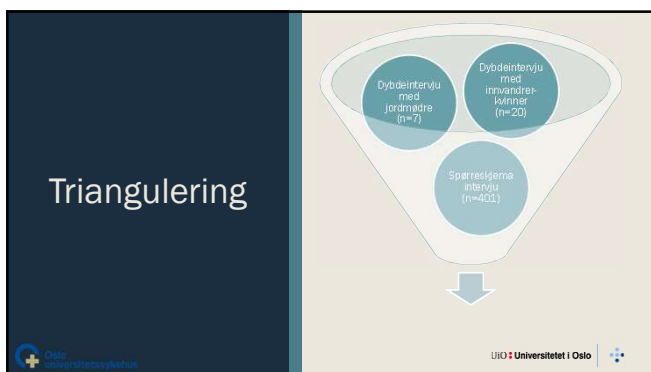 Triangulering
Dybdeintervju
med
jordmødre
(n=7)
Dybdeintervju
med
innvandrer-
kvinner
(n=20)
Spørreskjema
intervju
(n=401)
Oslo
universitetssykehus
UiO Universitetet i Oslo